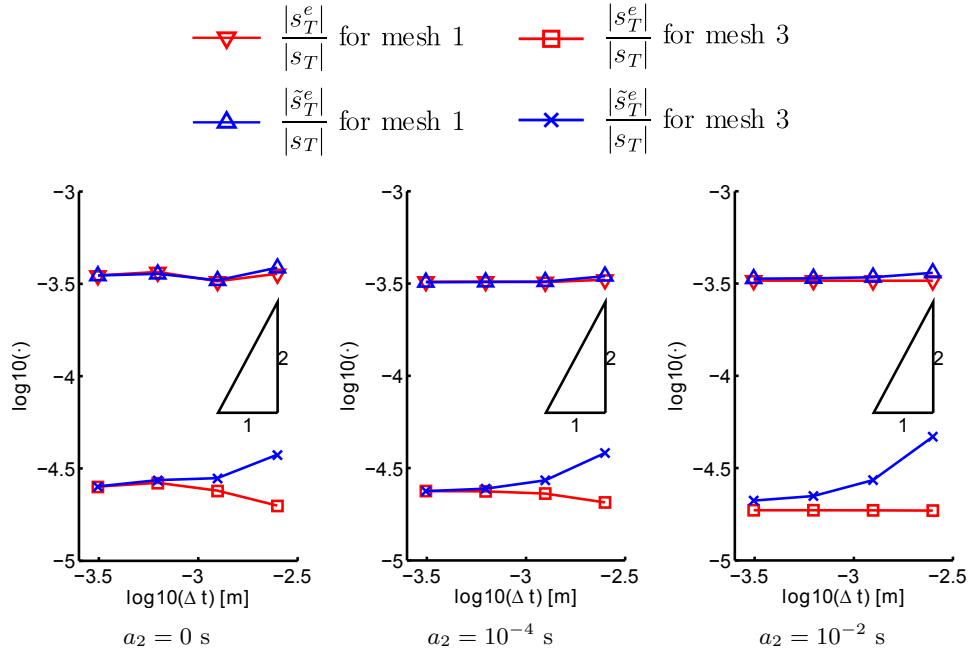 |s_T^e| / |s_T| for mesh 1
|s_T^e| / |s_T| for mesh 3
|s̃_T^e| / |s_T| for mesh 1
|s̃_T^e| / |s_T| for mesh 3
−3
−3.5
−4
−4.5
−5
log10(·)
2
1
−3.5
−3
−2.5
log10(Δ t) [m]
a₂ = 0 s
−3
−3.5
−4
−4.5
−5
log10(·)
2
1
−3.5
−3
−2.5
log10(Δ t) [m]
a₂ = 10⁻⁴ s
−3
−3.5
−4
−4.5
−5
log10(·)
2
1
−3.5
−3
−2.5
log10(Δ t) [m]
a₂ = 10⁻² s